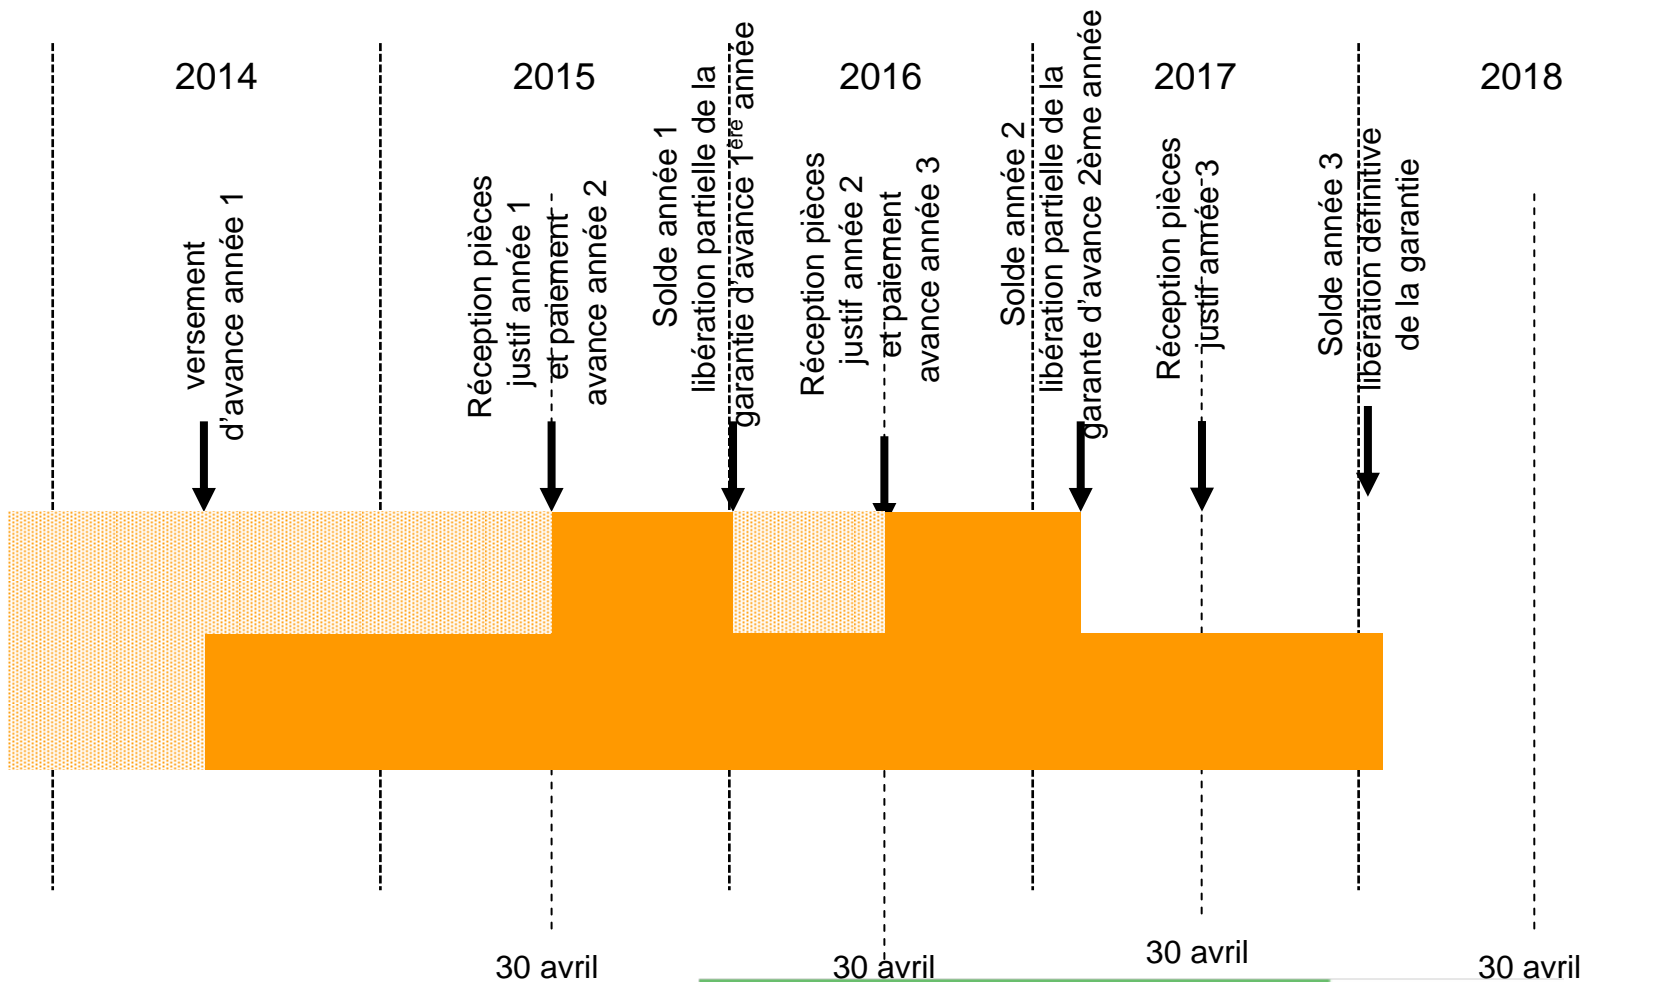 2014
2015
2016
2017
2018
versement
d’avance année 1
Réception pièces
justif année 1
et paiement
avance année 2
Solde année 1
libération partielle de la
garantie d’avance 1ère année
Réception pièces
justif année 2
et paiement
avance année 3
Solde année 2
libération partielle de la
garante d’avance 2ème année
Réception pièces
justif année 3
Solde année 3
libération définitive
de la garantie
30 avril
30 avril
30 avril
30 avril